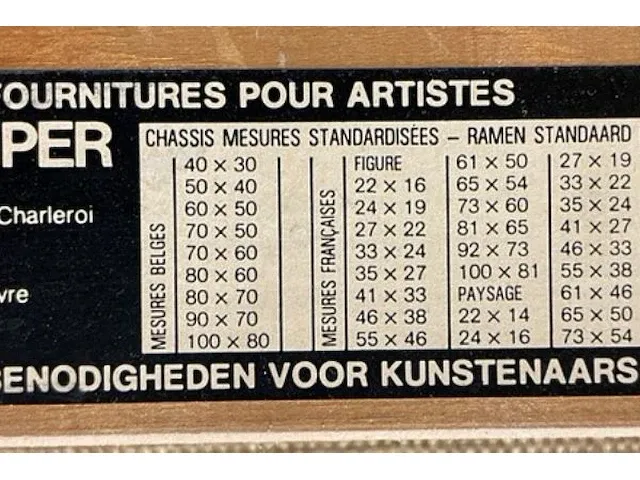 FOURNITURES POUR ARTISTES
PER
Charleroi
vre
CHASSIS MESURES STANDARDISÉES – RAMEN STANDAARD
MESURES BELGES
40 × 30
50 × 40
60 × 50
70 × 50
70 × 60
80 × 60
80 × 70
90 × 70
100 × 80
MESURES FRANÇAISES
FIGURE
22 × 16
24 × 19
27 × 22
33 × 24
35 × 27
41 × 33
46 × 38
55 × 46
61 × 50
65 × 54
73 × 60
81 × 65
92 × 73
100 × 81
PAYSAGE
22 × 14
24 × 16
27 × 19
33 × 22
35 × 24
41 × 27
46 × 33
55 × 38
61 × 46
65 × 50
73 × 54
BENODIGHEDEN VOOR KUNSTENAARS